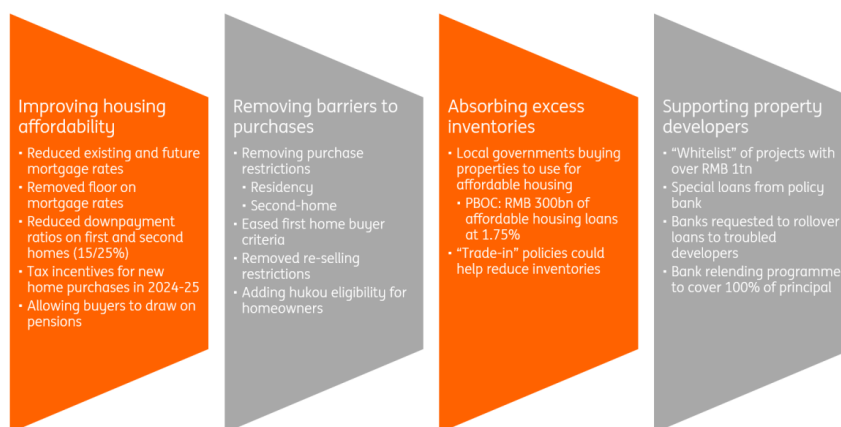 Improving housing
affordability
• Reduced existing and future
mortgage rates
• Removed floor on
mortgage rates
• Reduced downpayment
ratios on first and second
homes (15/25%)
• Tax incentives for new
home purchases in 2024-25
• Allowing buyers to draw on
pensions
Removing barriers to
purchases
• Removing purchase
restrictions
• Residency
• Second-home
• Eased first home buyer
criteria
• Removed re-selling
restrictions
• Adding hukou eligibility for
homeowners
Absorbing excess
inventories
• Local governments buying
properties to use for
affordable housing
• PBOC: RMB 300bn of
affordable housing loans
at 1.75%
• “Trade-in” policies could
help reduce inventories
Supporting property
developers
• “Whitelist” of projects with
over RMB 1tn
• Special loans from policy
bank
• Banks requested to rollover
loans to troubled
developers
• Bank relending programme
to cover 100% of principal